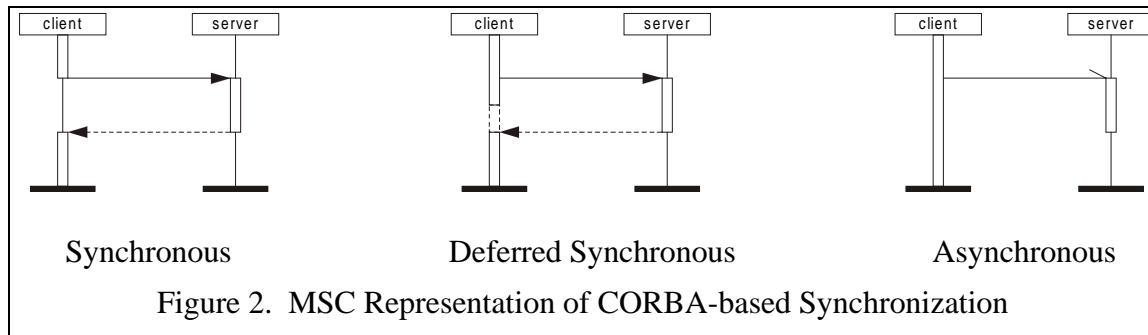 client server client server client server
Synchronous Deferred Synchronous Asynchronous
Figure 2. MSC Representation of CORBA-based Synchronization